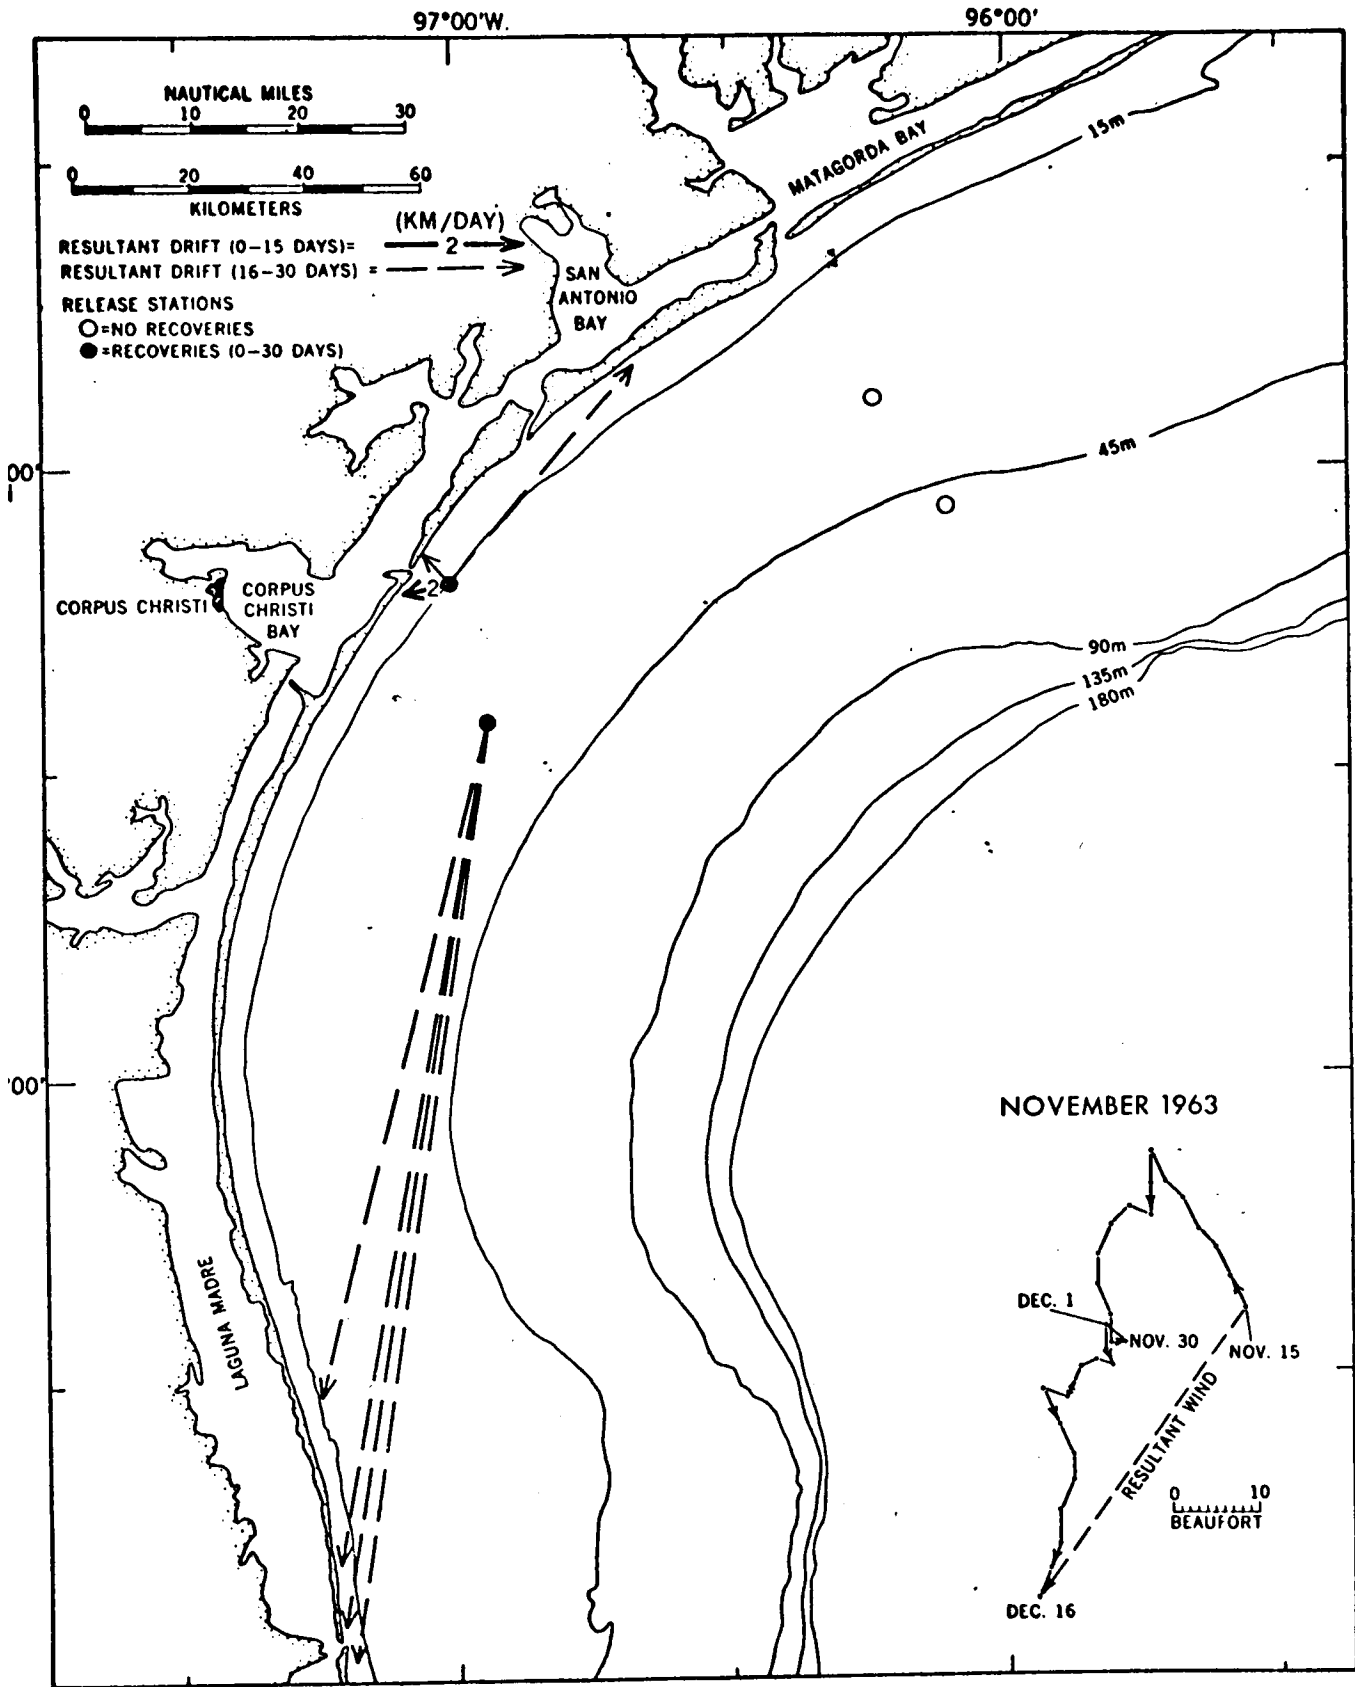 97°00'W. 96°00'
NAUTICAL MILES
0 10 20 30
0 20 40 60
KILOMETERS
(KM/DAY)
RESULTANT DRIFT (0-15 DAYS)= 2
RESULTANT DRIFT (16-30 DAYS) =
RELEASE STATIONS
=NO RECOVERIES
=RECOVERIES (0-30 DAYS)
MATAGORDA BAY
15m
SAN
ANTONIO
BAY
45m
00'
2
CORPUS CHRISTI
CORPUS
CHRISTI
BAY
90m
135m
180m
00'
NOVEMBER 1963
LAGUNA MADRE
DEC. 1
NOV. 30
NOV. 15
RESULTANT WIND
0 10
BEAUFORT
DEC. 16